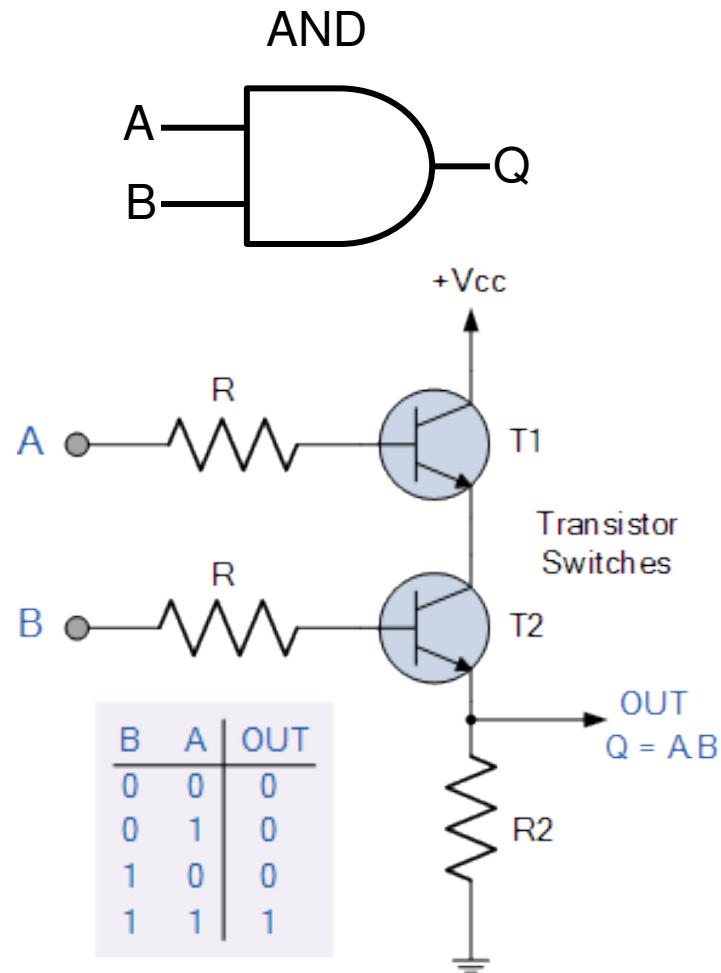 AND
A
B
Q
+Vcc
R
A
T1
Transistor
Switches
R
B
T2
OUT
Q = A.B
B A OUT
0 0 0
0 1 0
1 0 0
1 1 1
R2